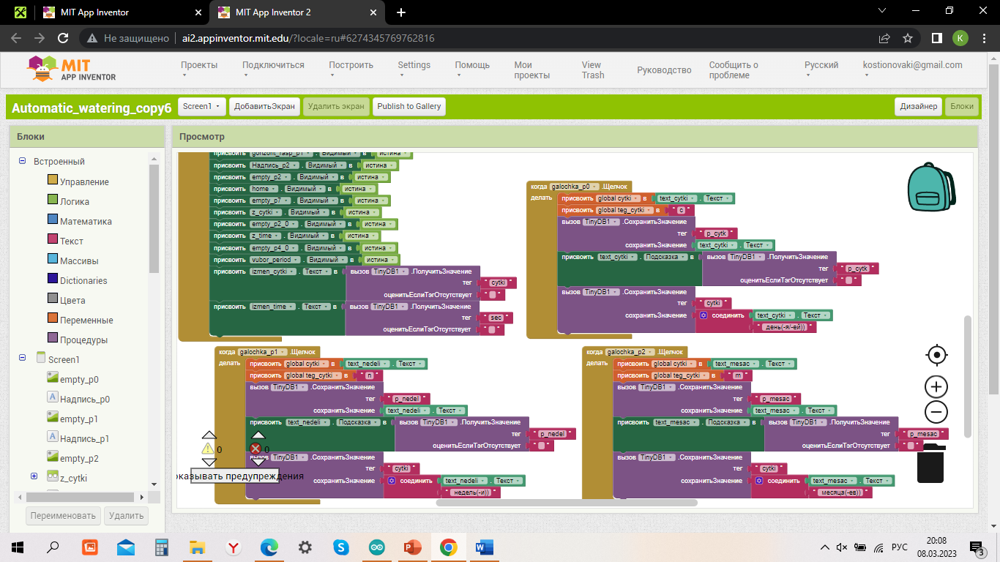 MIT App Inventor
MIT App Inventor 2
Не защищено
ai2.appinventor.mit.edu/?locale=ru#6274345769762816
K
MIT
APP INVENTOR
Проекты
Подключиться
Построить
Settings
Помощь
Мои проекты
View Trash
Руководство
Сообщить о проблеме
Русский
kostionovaki@gmail.com
Automatic_watering_copy6
Screen1
ДобавитьЭкран
Удалить экран
Publish to Gallery
Дизайнер
Блоки
Блоки
Встроенный
Управление
Логика
Математика
Текст
Массивы
Dictionaries
Цвета
Переменные
Процедуры
Screen1
empty_p0
Надпись_p0
empty_p1
Надпись_p1
empty_p2
z_cytki
Переименовать
Удалить
Просмотр
присвоить gorizont_rasp_p1 . Видимый в истина
присвоить Надпись_p2 . Видимый в истина
присвоить empty_p2 . Видимый в истина
присвоить home . Видимый в истина
присвоить empty_p7 . Видимый в истина
присвоить z_cytki . Видимый в истина
присвоить empty_p2_0 . Видимый в истина
присвоить z_time . Видимый в истина
присвоить empty_p4_0 . Видимый в истина
присвоить vubor_period . Видимый в истина
присвоить izmen_cytki . Текст в вызов TinyDB1 .ПолучитьЗначение
тег " cytki "
оценитьЕслиТэгОтсутствует " "
присвоить izmen_time . Текст в вызов TinyDB1 .ПолучитьЗначение
тег " sec "
оценитьЕслиТэгОтсутствует " "
когда galochka_p0 .Щелчок
делать присвоить global cytki в text_cytki . Текст
присвоить global teg_cytki в " c "
вызов TinyDB1 .СохранитьЗначение
тег " p_cytk "
сохранитьЗначение text_cytki . Текст
присвоить text_cytki . Подсказка в вызов TinyDB1 .ПолучитьЗначение
тег " p_cytk "
оценитьЕслиТэгОтсутствует " "
вызов TinyDB1 .СохранитьЗначение
тег " cytki "
сохранитьЗначение соединить text_cytki . Текст
" день(-я/-ей)) "
когда galochka_p1 .Щелчок
делать присвоить global cytki в text_nedeli . Текст
присвоить global teg_cytki в " n "
вызов TinyDB1 .СохранитьЗначение
тег " p_nedel "
сохранитьЗначение text_nedeli . Текст
присвоить text_nedeli . Подсказка в вызов TinyDB1 .ПолучитьЗначение
тег " p_nedel "
оценитьЕслиТэгОтсутствует " "
вызов TinyDB1 .СохранитьЗначение
тег " cytki "
сохранитьЗначение соединить text_nedeli . Текст
" недель(-и)) "
когда galochka_p2 .Щелчок
делать присвоить global cytki в text_mesac . Текст
присвоить global teg_cytki в " m "
вызов TinyDB1 .СохранитьЗначение
тег " p_mesac "
сохранитьЗначение text_mesac . Текст
присвоить text_mesac . Подсказка в вызов TinyDB1 .ПолучитьЗначение
тег " p_mesac "
оценитьЕслиТэгОтсутствует " "
вызов TinyDB1 .СохранитьЗначение
тег " cytki "
сохранитьЗначение соединить text_mesac . Текст
" месяца(-ев)) "
0
0
оказывать предупреждения
РУС
20:08
08.03.2023
3